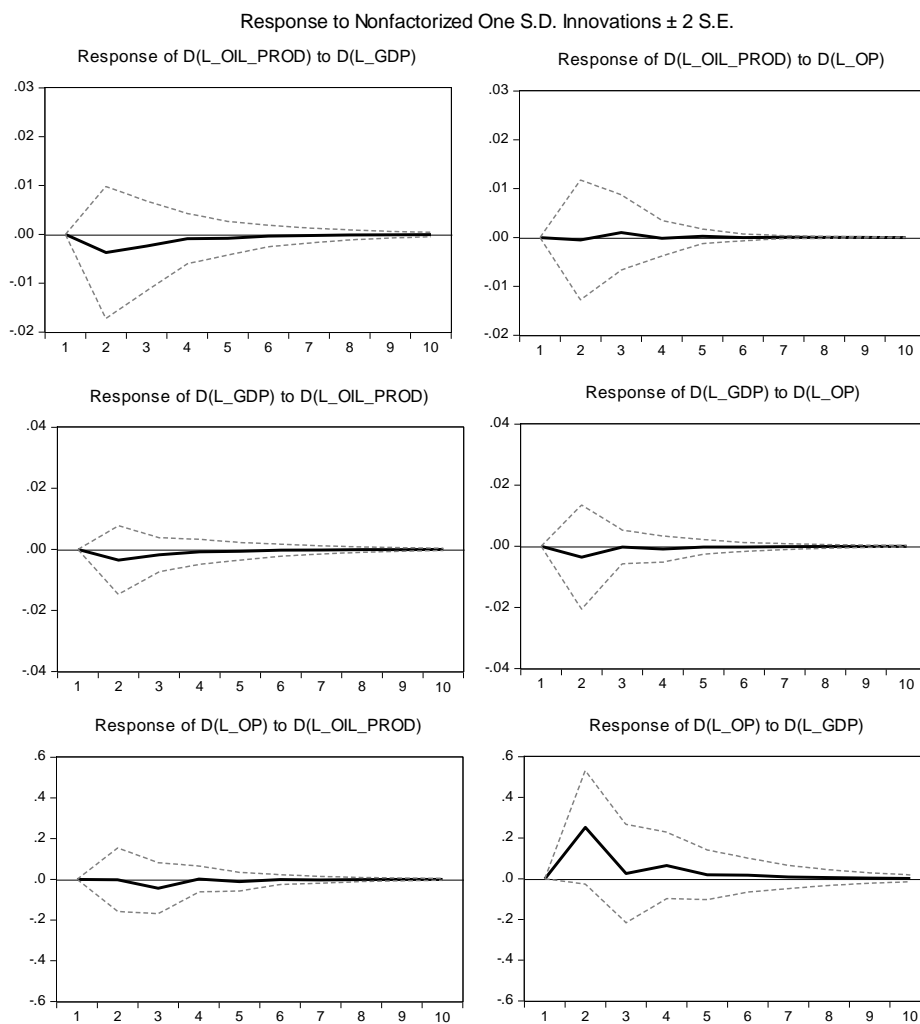 Response to Nonfactorized One S.D. Innovations ± 2 S.E.
Response of D(L_OIL_PROD) to D(L_GDP)
.03
.02
.01
.00
-.01
-.02
1 2 3 4 5 6 7 8 9 10
Response of D(L_OIL_PROD) to D(L_OP)
.03
.02
.01
.00
-.01
-.02
1 2 3 4 5 6 7 8 9 10
Response of D(L_GDP) to D(L_OIL_PROD)
.04
.02
.00
-.02
-.04
1 2 3 4 5 6 7 8 9 10
Response of D(L_GDP) to D(L_OP)
.04
.02
.00
-.02
-.04
1 2 3 4 5 6 7 8 9 10
Response of D(L_OP) to D(L_OIL_PROD)
.6
.4
.2
.0
-.2
-.4
-.6
1 2 3 4 5 6 7 8 9 10
Response of D(L_OP) to D(L_GDP)
.6
.4
.2
.0
-.2
-.4
-.6
1 2 3 4 5 6 7 8 9 10